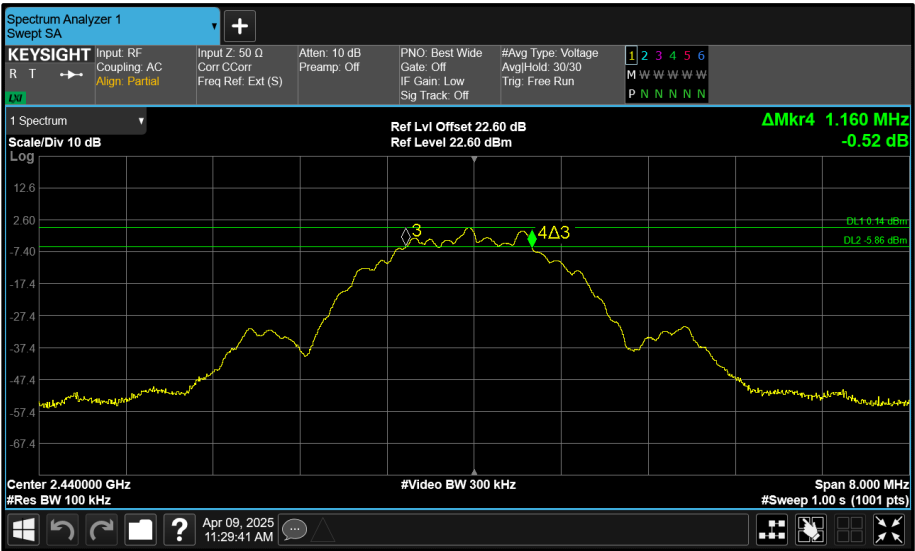 Spectrum Analyzer 1
Swept SA
+
KEYSIGHT Input: RF Input Z: 50 Ω Atten: 10 dB PNO: Best Wide #Avg Type: Voltage 1 2 3 4 5 6
R T Coupling: AC Corr CCorr Preamp: Off Gate: Off Avg|Hold: 30/30 M W W W W W
Align: Partial Freq Ref: Ext (S) IF Gain: Low Trig: Free Run
LXI Sig Track: Off P N N N N N
1 Spectrum
Ref Lvl Offset 22.60 dB ΔMkr4 1.160 MHz
Scale/Div 10 dB Ref Level 22.60 dBm -0.52 dB
Log
12.6
2.60 DL1 0.14 dBm
3 4Δ3 DL2 -5.86 dBm
-7.40
-17.4
-27.4
-37.4
-47.4
-57.4
-67.4
Center 2.440000 GHz #Video BW 300 kHz Span 8.000 MHz
#Res BW 100 kHz #Sweep 1.00 s (1001 pts)
? Apr 09, 2025
11:29:41 AM